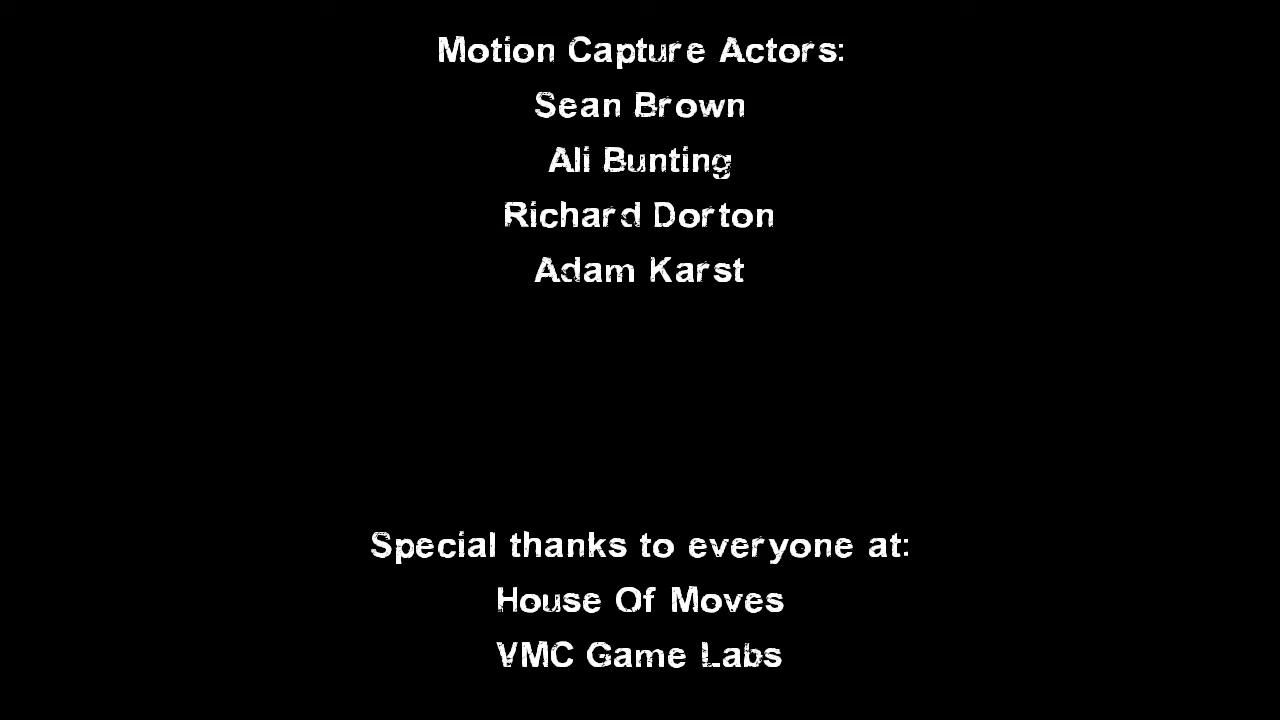 Motion Capture Actors:
Sean Brown
Ali Bunting
Richard Dorton
Adam Karst
Special thanks to everyone at:
House Of Moves
VMC Game Labs